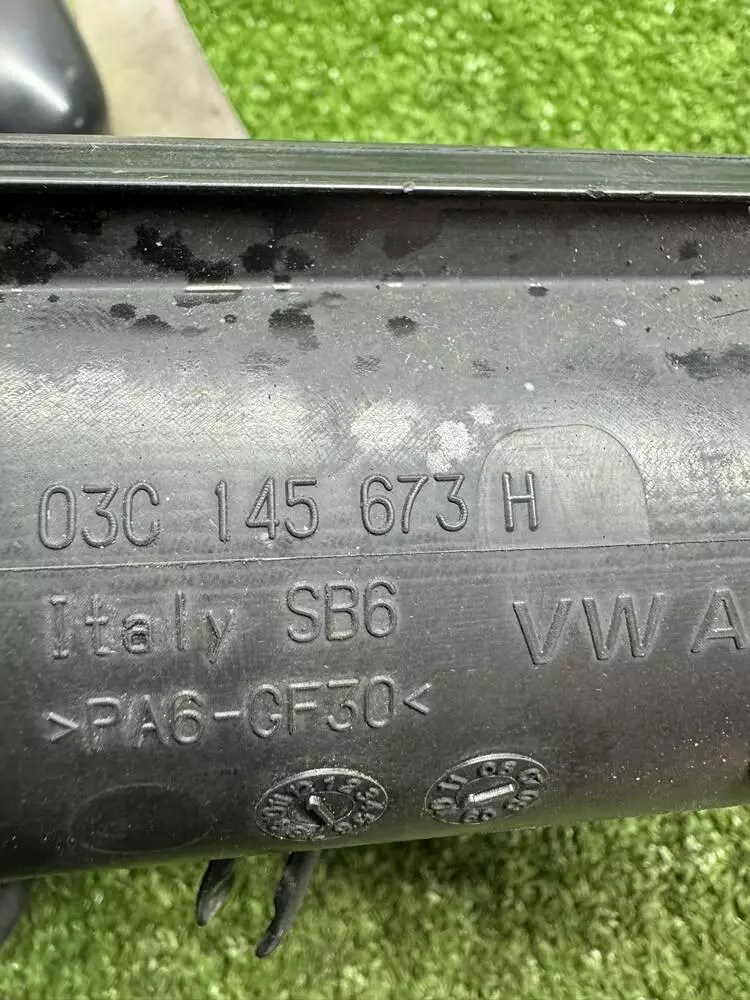 03C 145 673 H
Italy SB6
VW A
>PA6-GF30<